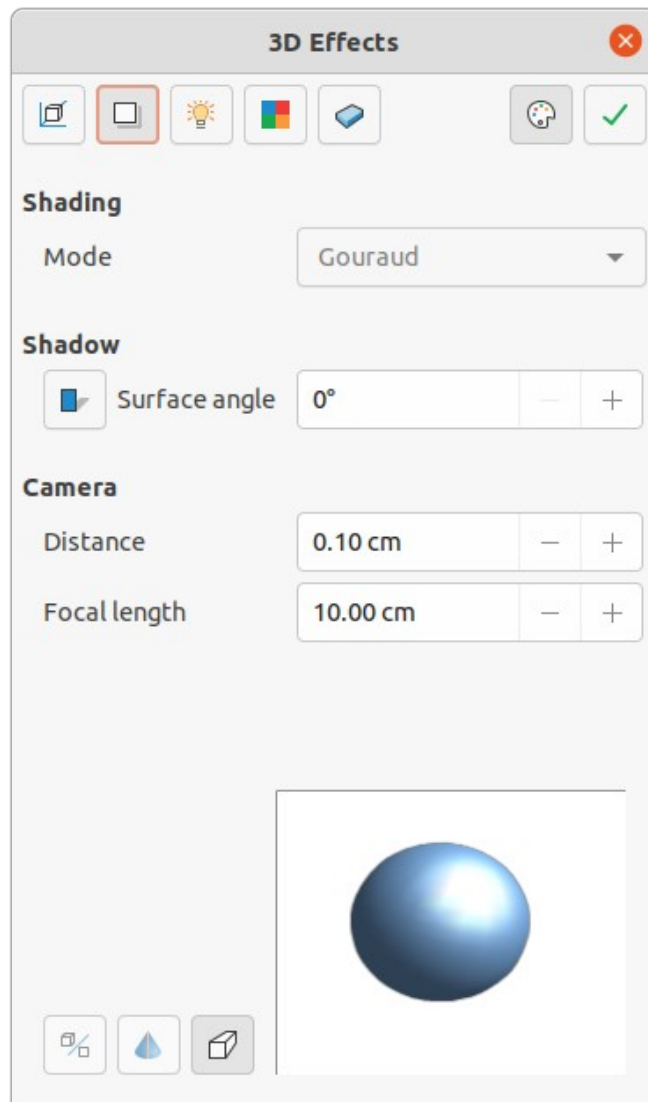 3D Effects
Shading
Mode Gouraud
Shadow
Surface angle 0°
Camera
Distance 0.10 cm
Focal length 10.00 cm